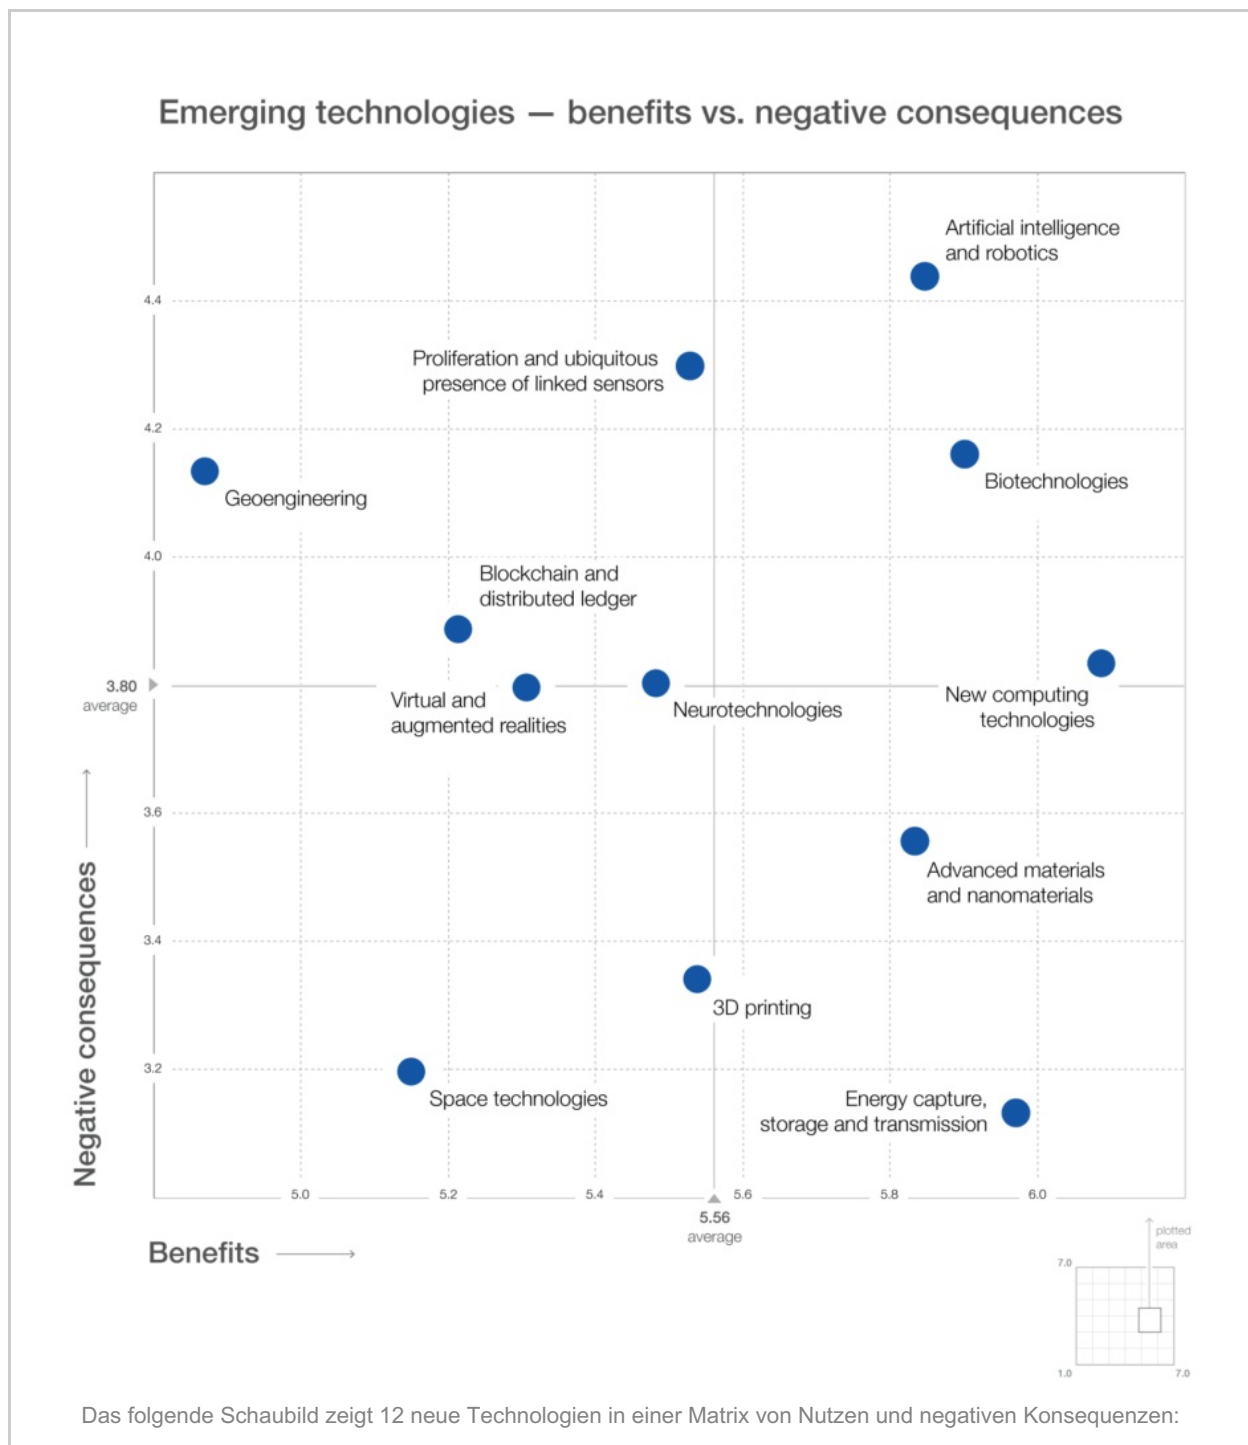 Emerging technologies — benefits vs. negative consequences
Artificial intelligence
and robotics
4.4
Proliferation and ubiquitous
presence of linked sensors
4.2
Biotechnologies
Geoengineering
4.0
Blockchain and
distributed ledger
3.80
average
Virtual and
augmented realities
Neurotechnologies
New computing
technologies
3.6
Advanced materials
and nanomaterials
3.4
3D printing
3.2
Space technologies
Energy capture,
storage and transmission
Negative consequences
5.0
5.2
5.4
5.6
5.8
6.0
5.56
average
Benefits
plotted
area
7.0
1.0
7.0
Das folgende Schaubild zeigt 12 neue Technologien in einer Matrix von Nutzen und negativen Konsequenzen: